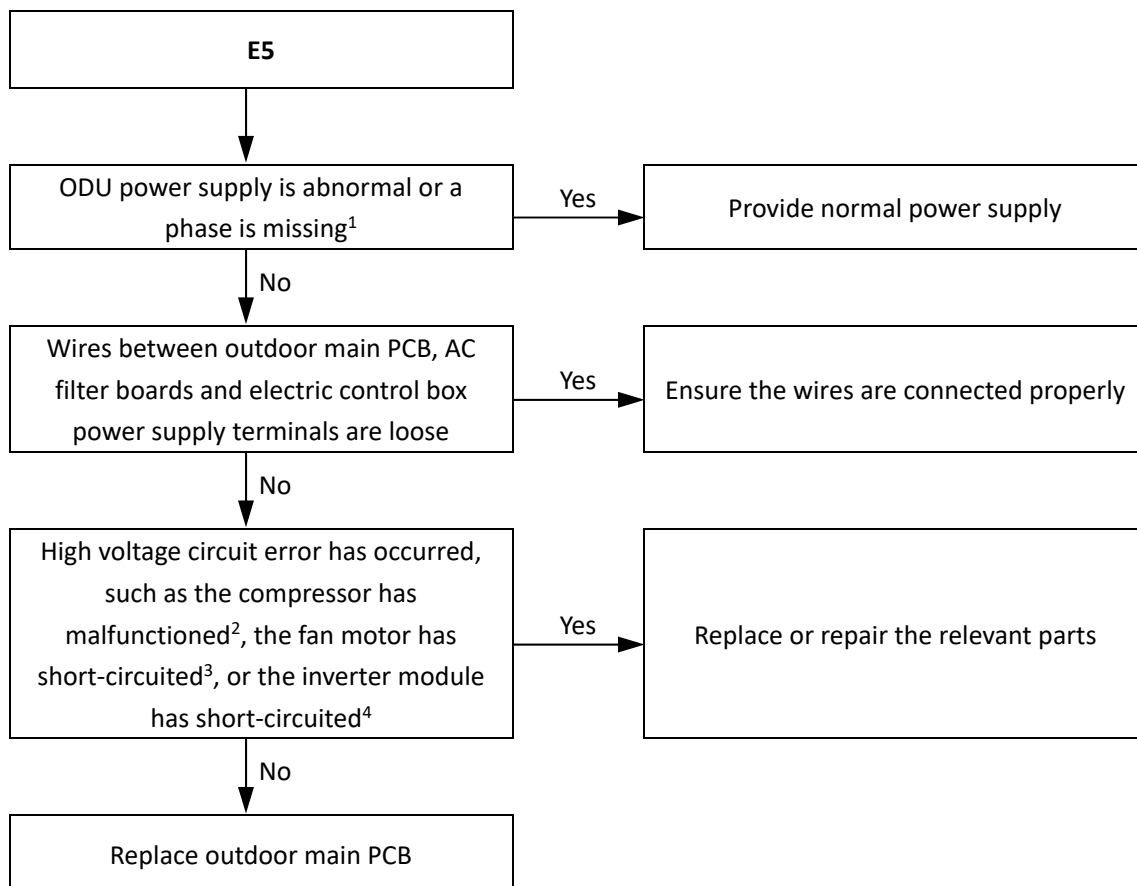 E5
ODU power supply is abnormal or a
phase is missing¹
Yes
Provide normal power supply
No
Wires between outdoor main PCB, AC
filter boards and electric control box
power supply terminals are loose
Yes
Ensure the wires are connected properly
No
High voltage circuit error has occurred,
such as the compressor has
malfunctioned², the fan motor has
short-circuited³, or the inverter module
has short-circuited⁴
Yes
Replace or repair the relevant parts
No
Replace outdoor main PCB